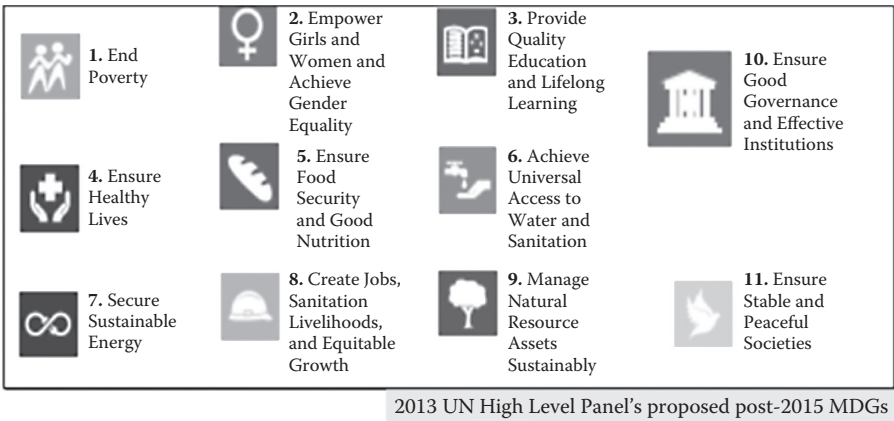 1. End
Poverty
2. Empower
Girls and
Women and
Achieve
Gender
Equality
3. Provide
Quality
Education
and Lifelong
Learning
10. Ensure
Good
Governance
and Effective
Institutions
4. Ensure
Healthy
Lives
5. Ensure
Food
Security
and Good
Nutrition
6. Achieve
Universal
Access to
Water and
Sanitation
7. Secure
Sustainable
Energy
8. Create Jobs,
Sanitation
Livelihoods,
and Equitable
Growth
9. Manage
Natural
Resource
Assets
Sustainably
11. Ensure
Stable and
Peaceful
Societies
2013 UN High Level Panel's proposed post-2015 MDGs